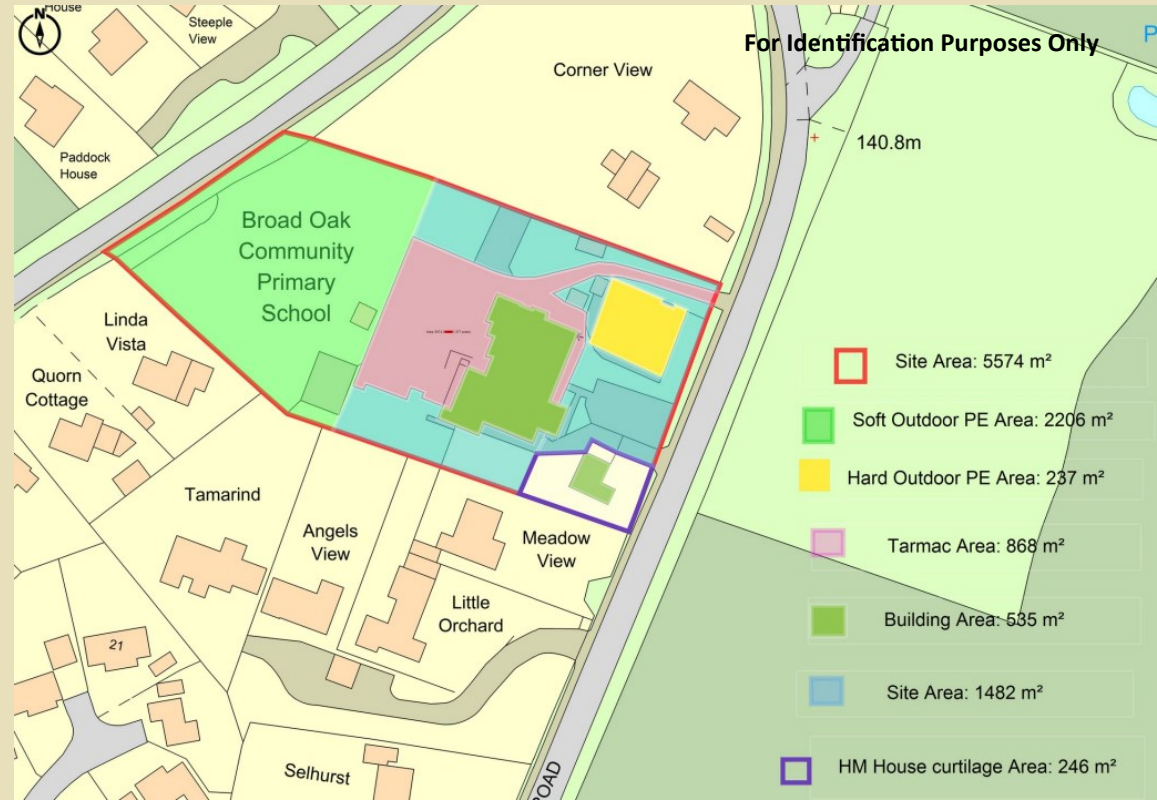 House
N
Steeple
View
For Identification Purposes Only
P
Corner View
140.8m
Paddock
House
Broad Oak
Community
Primary
School
Linda
Vista
Quorn
Cottage
Site Area: 5574 m²
Soft Outdoor PE Area: 2206 m²
Hard Outdoor PE Area: 237 m²
Tamarind
Angels
View
Meadow
View
Tarmac Area: 868 m²
Little
Orchard
Building Area: 535 m²
21
Site Area: 1482 m²
HM House curtilage Area: 246 m²
Selhurst
ROAD